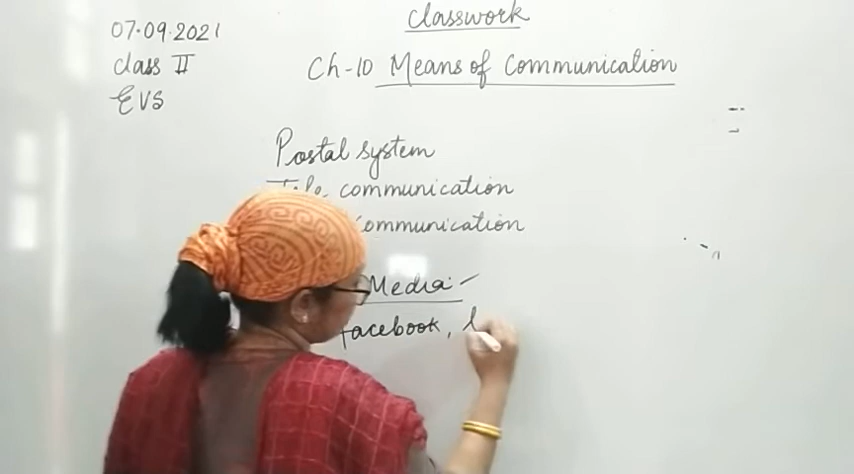 Classwork
07.09.2021
Class II
EVS
Ch-10 Means of Communication
Postal system
Tele communication
communication
Media -
facebook,